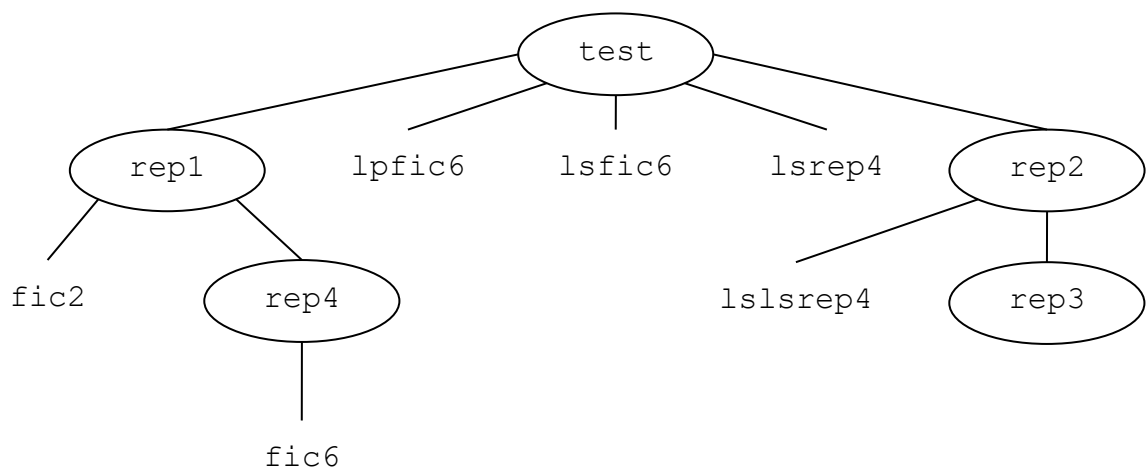 test
rep1 lpfic6 lsfic6 lsrep4 rep2
fic2 rep4 lslsrep4 rep3
fic6